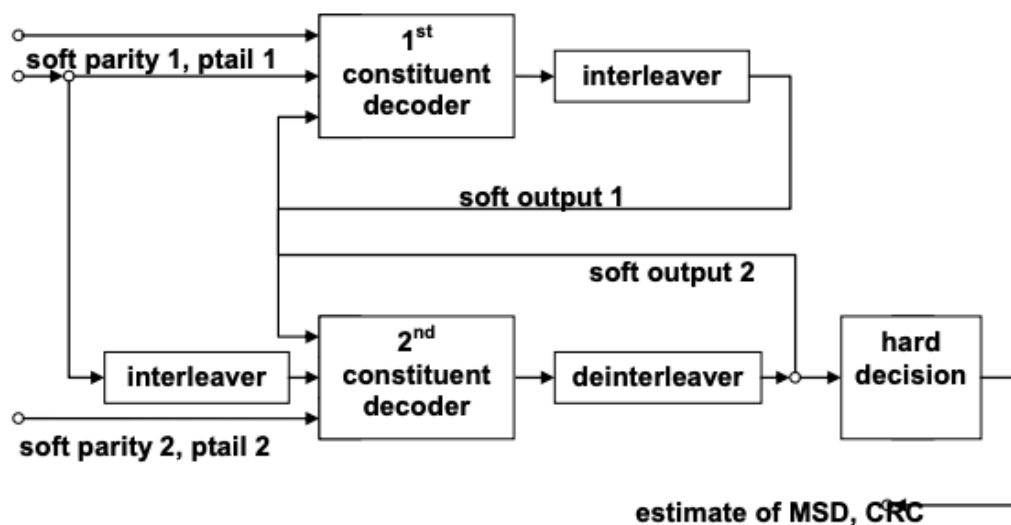 1st
soft parity 1, ptail 1
constituent
decoder
interleaver
soft output 1
soft output 2
2nd
constituent
decoder
interleaver
deinterleaver
hard
decision
soft parity 2, ptail 2
estimate of MSD, CRC